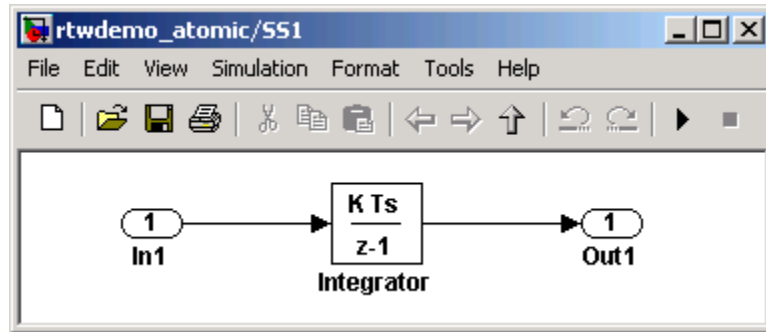 rtwdemo_atomic/SS1
File Edit View Simulation Format Tools Help
1
In1
K Ts
z-1
Integrator
1
Out1